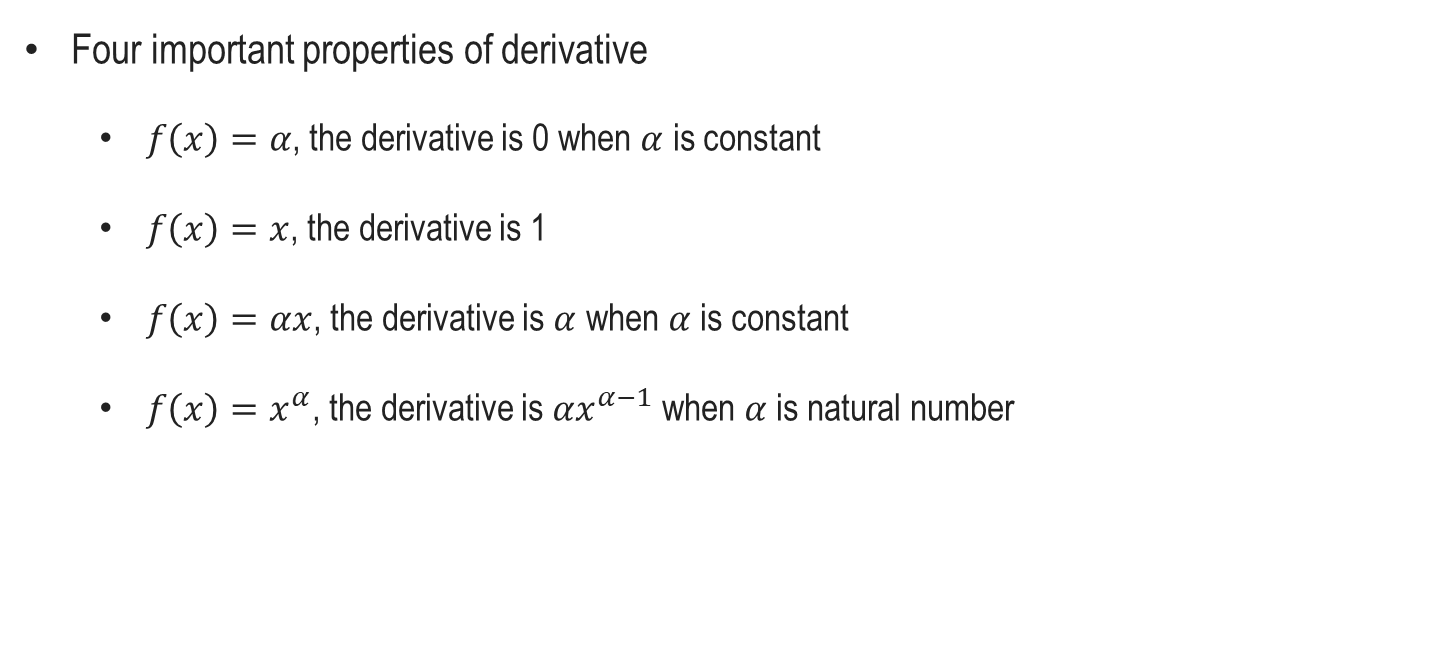 • Four important properties of derivative
• f(x) = α, the derivative is 0 when α is constant
• f(x) = x, the derivative is 1
• f(x) = αx, the derivative is α when α is constant
• f(x) = x^α, the derivative is αx^(α−1) when α is natural number